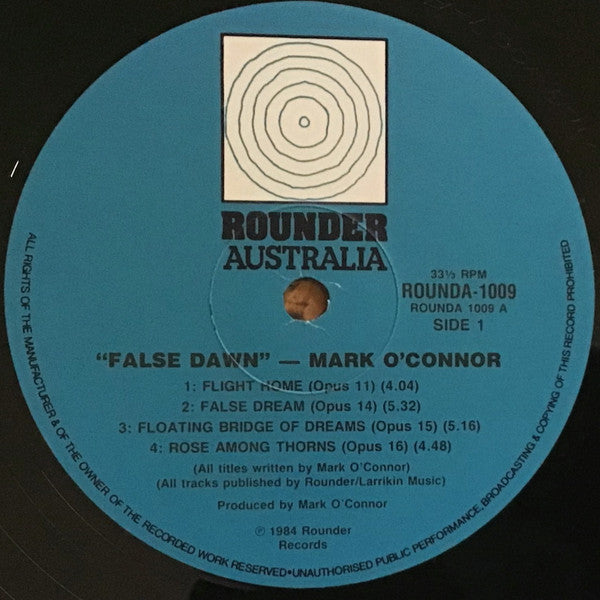 ROUNDER
AUSTRALIA
33⅓ RPM
ROUNDA-1009
ROUNDA 1009 A
SIDE 1
“FALSE DAWN” — MARK O'CONNOR
1: FLIGHT HOME (Opus 11) (4.04)
2: FALSE DREAM (Opus 14) (5.32)
3: FLOATING BRIDGE OF DREAMS (Opus 15) (5.16)
4: ROSE AMONG THORNS (Opus 16) (4.48)
(All titles written by Mark O'Connor)
(All tracks published by Rounder/Larrikin Music)
Produced by Mark O'Connor
℗ 1984 Rounder
Records
ALL RIGHTS OF THE MANUFACTURER & OF THE OWNER OF THE RECORDED WORK RESERVED•UNAUTHORISED PUBLIC PERFORMANCE, BROADCASTING & COPYING OF THIS RECORD PROHIBITED